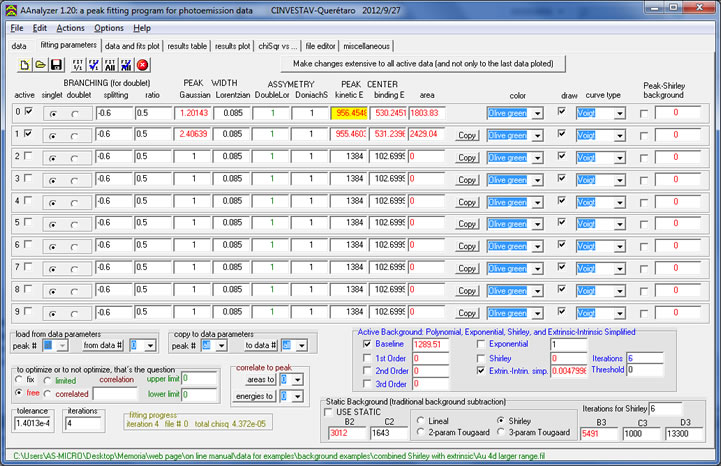 AAnalyzer 1.20: a peak fitting program for photoemission data CINVESTAV-Querétaro 2012/9/27
File Edit Actions Options Help
data fitting parameters data and fits plot results table results plot chiSqr vs ... file editor miscellaneous
FIT 1/1 FIT √1 FIT All FIT All Make changes extensive to all active data (and not only to the last data ploted)
BRANCHING (for doublet) PEAK WIDTH ASSYMETRY PEAK CENTER Peak-Shirley
active singlet doublet splitting ratio Gaussian Lorentzian DoubleLor DoniachS kinetic E binding E area color draw curve type background
0 -0.6 0.5 1.20143 0.085 1 1 956.4548 530.2451 1803.83 Olive green Voigt 0
1 -0.6 0.5 2.40639 0.085 1 1 955.4603 531.2396 2429.04 Copy Olive green Voigt 0
2 -0.6 0.5 1 0.085 1 1 1384 102.6999 0 Copy Olive green Voigt 0
3 -0.6 0.5 1 0.085 1 1 1384 102.6999 0 Copy Olive green Voigt 0
4 -0.6 0.5 1 0.085 1 1 1384 102.6999 0 Copy Olive green Voigt 0
5 -0.6 0.5 1 0.085 1 1 1384 102.6999 0 Copy Olive green Voigt 0
6 -0.6 0.5 1 0.085 1 1 1384 102.6999 0 Copy Olive green Voigt 0
7 -0.6 0.5 1 0.085 1 1 1384 102.6999 0 Copy Olive green Voigt 0
8 -0.6 0.5 1 0.085 1 1 1384 102.6999 0 Copy Olive green Voigt 0
9 -0.6 0.5 1 0.085 1 1 1384 102.6999 0 Copy Olive green Voigt 0
load from data parameters copy to data parameters Active Background: Polynomial, Exponential, Shirley, and Extrinsic-Intrinsic Simplified
peak # from data # 0 peak # all to data # all Baseline 1289.51 Exponential 1
1st Order 0 Shirley 0 Iterations 6
to optimize or to not optimize, that's the question correlate to peak 2nd Order 0 Extrin.-Intrin. simp. 0.0047996 Threshold 0
fix limited correlation upper limit 0 areas to 0 3rd Order 0
free correlated lower limit 0 energies to 0
Static Background (traditional background subtraction)
tolerance iterations fitting progress USE STATIC Lineal Shirley Iterations for Shirley 6
1.4013e-4 4 iteration 4 file # 0 total chisq 4.372e-05 B2 C2 2-param Tougaard 3-param Tougaard B3 C3 D3
3012 1643 5491 1000 13300
C:\Users\AS-MICRO\Desktop\Memoria\web page\on line manual\data for examples\background examples\combined Shirley with extrinsic\Au 4d larger range.fil